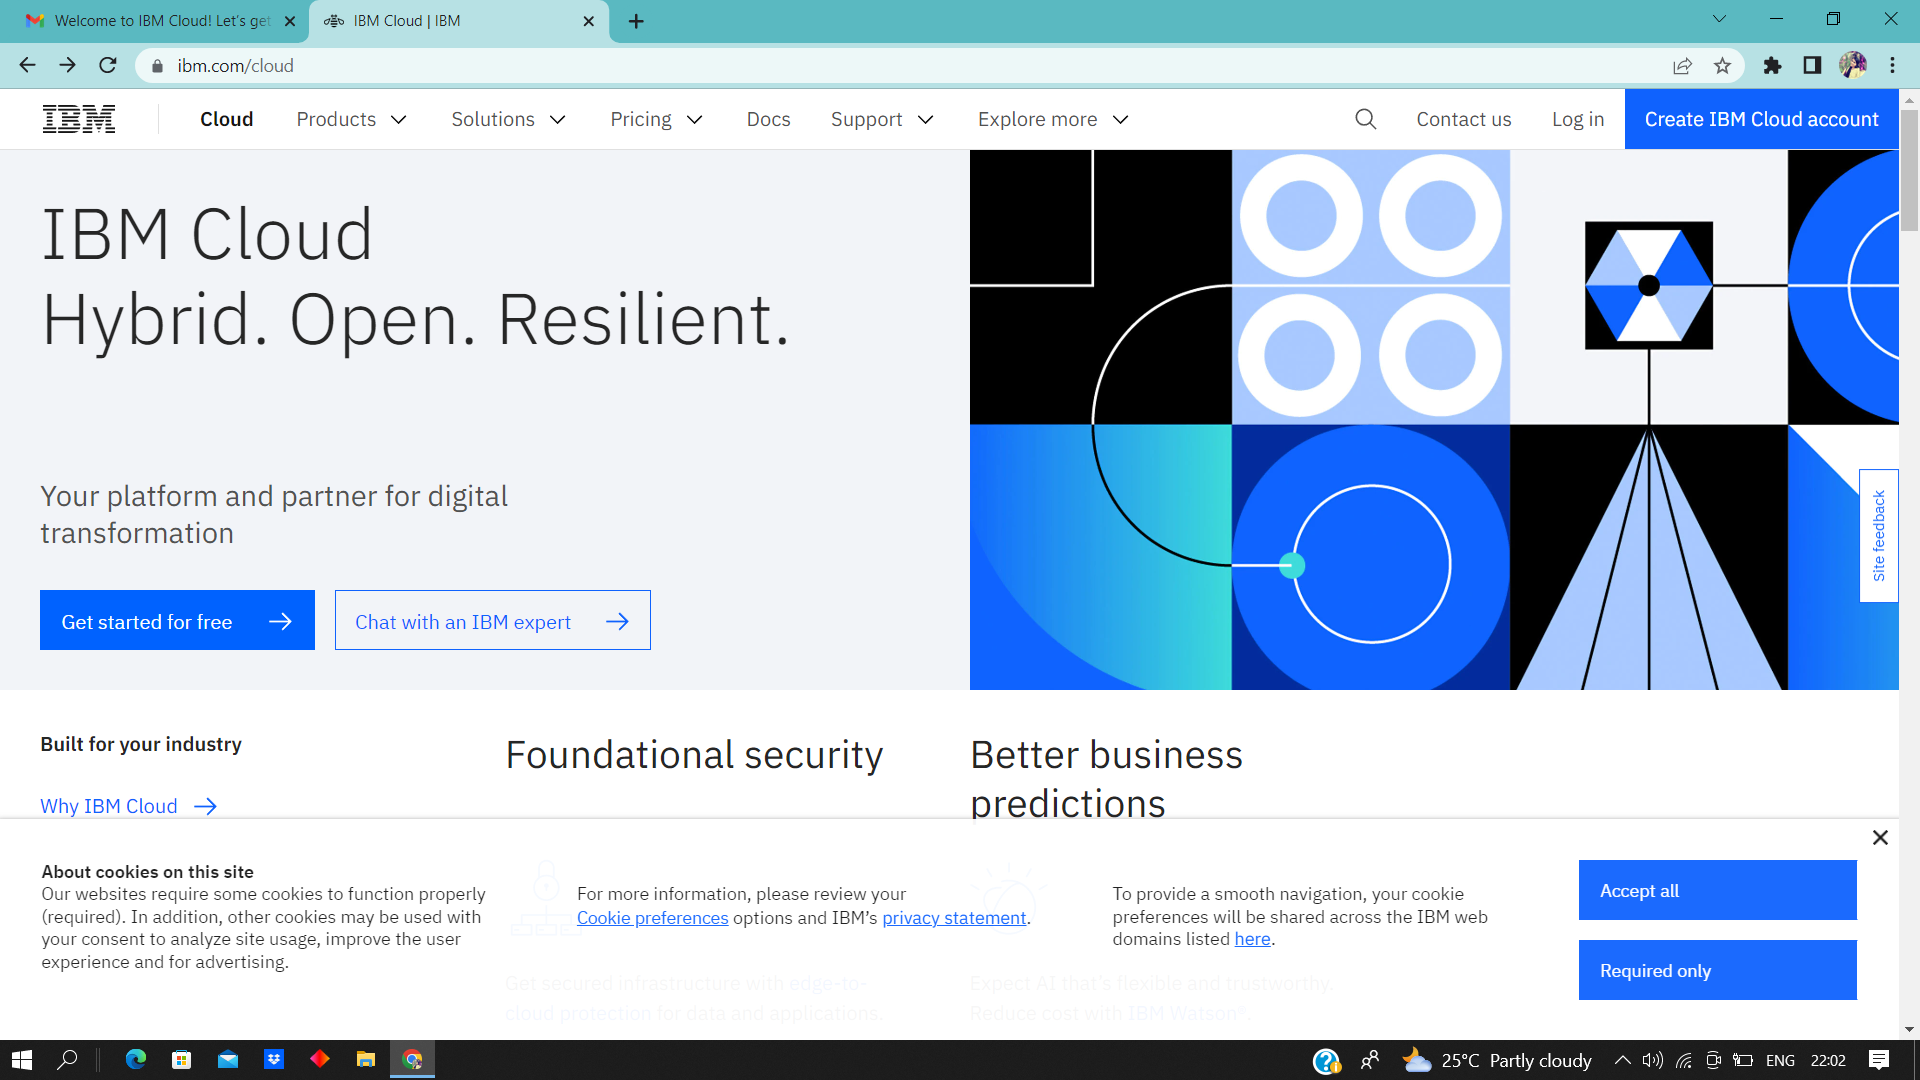 Welcome to IBM Cloud! Let's get
IBM Cloud | IBM
ibm.com/cloud
IBM
Cloud
Products
Solutions
Pricing
Docs
Support
Explore more
Contact us
Log in
Create IBM Cloud account
IBM Cloud
Hybrid. Open. Resilient.
Your platform and partner for digital
transformation
Get started for free
Chat with an IBM expert
Site feedback
Built for your industry
Why IBM Cloud
Foundational security
Better business
predictions
About cookies on this site
Our websites require some cookies to function properly
(required). In addition, other cookies may be used with
your consent to analyze site usage, improve the user
experience and for advertising.
For more information, please review your
Cookie preferences options and IBM's privacy statement.
To provide a smooth navigation, your cookie
preferences will be shared across the IBM web
domains listed here.
Accept all
Required only
Get secured infrastructure with edge-to-
cloud protection for data and applications.
Expect AI that's flexible and trustworthy.
Reduce cost with IBM Watson®.
25°C Partly cloudy
ENG
22:02